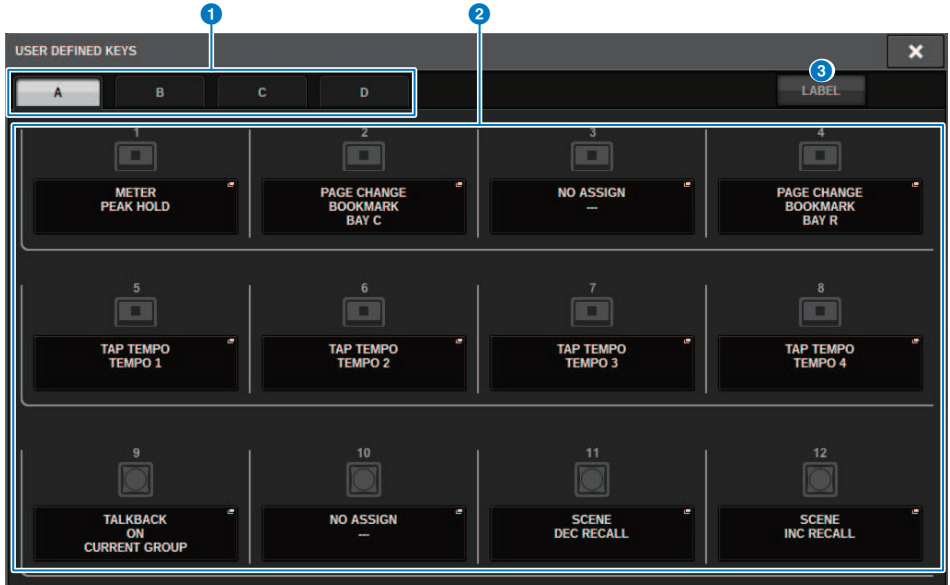 1
2
USER DEFINED KEYS
×
A B C D
3
LABEL
1 2 3 4
METER
PEAK HOLD
PAGE CHANGE
BOOKMARK
BAY C
NO ASSIGN
---
PAGE CHANGE
BOOKMARK
BAY R
5 6 7 8
TAP TEMPO
TEMPO 1
TAP TEMPO
TEMPO 2
TAP TEMPO
TEMPO 3
TAP TEMPO
TEMPO 4
9 10 11 12
TALKBACK
ON
CURRENT GROUP
NO ASSIGN
---
SCENE
DEC RECALL
SCENE
INC RECALL